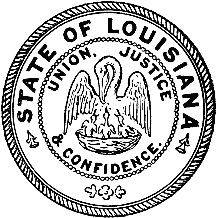 STATE OF LOUISIANA
UNION, JUSTICE
& CONFIDENCE.